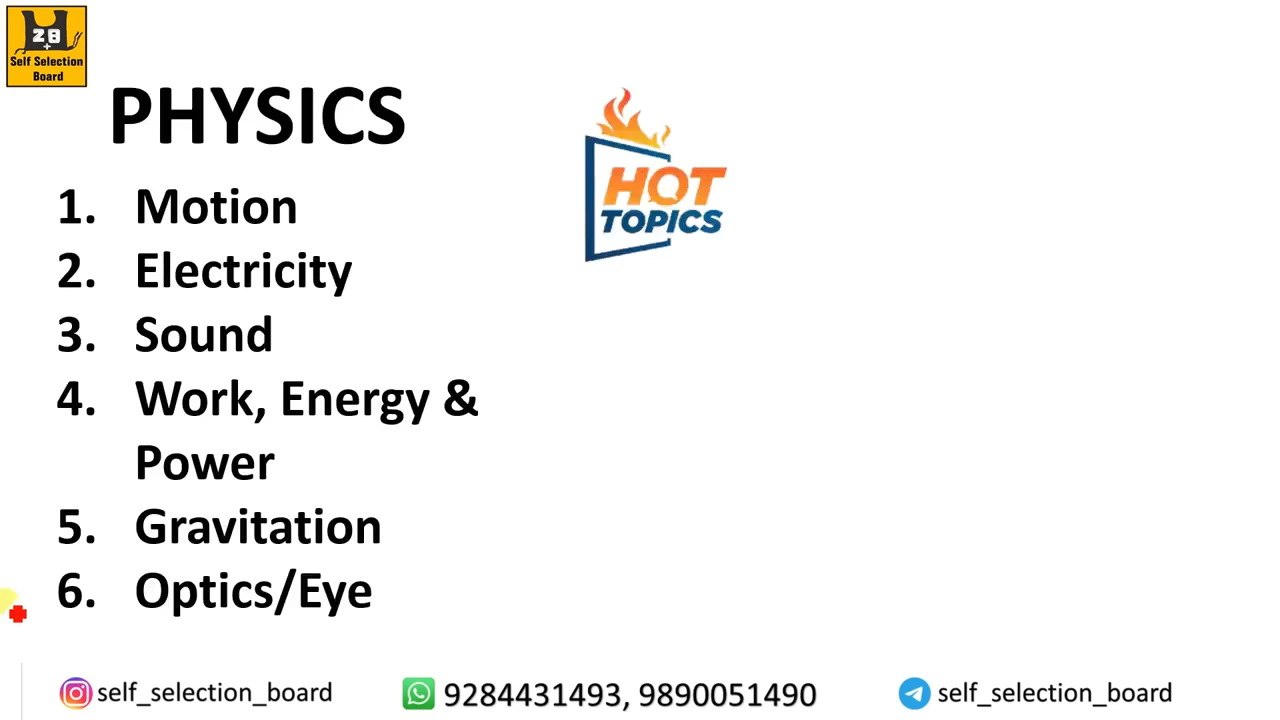 28
+
Self Selection
Board
PHYSICS
HOT
TOPICS
1. Motion
2. Electricity
3. Sound
4. Work, Energy &
Power
5. Gravitation
6. Optics/Eye
self_selection_board
9284431493, 9890051490
self_selection_board